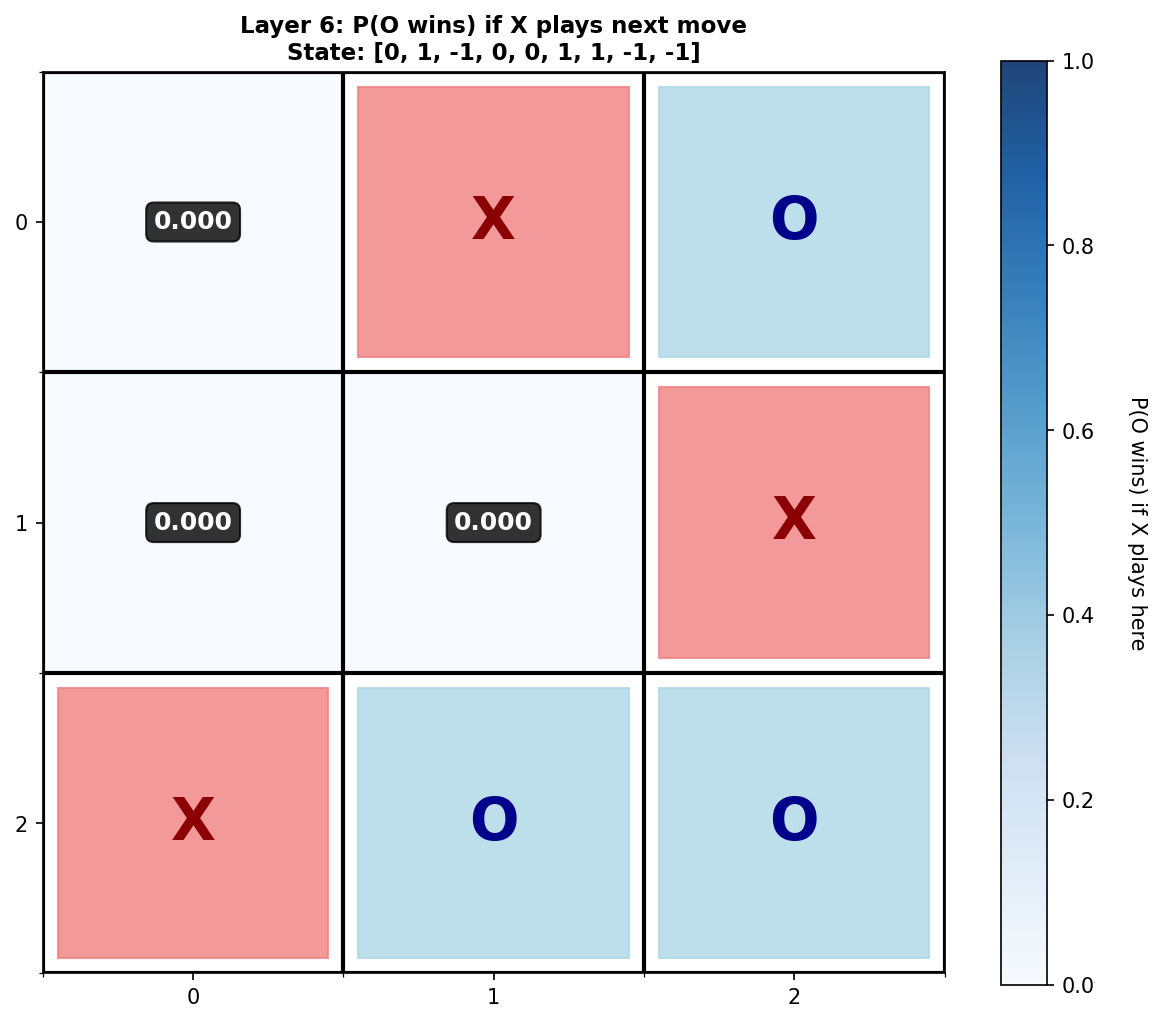 Layer 6: P(O wins) if X plays next move
State: [0, 1, -1, 0, 0, 1, 1, -1, -1]
0
0.000
X
O
1
0.000
0.000
X
2
X
O
O
0
1
2
1.0
0.8
0.6
0.4
0.2
0.0
P(O wins) if X plays here